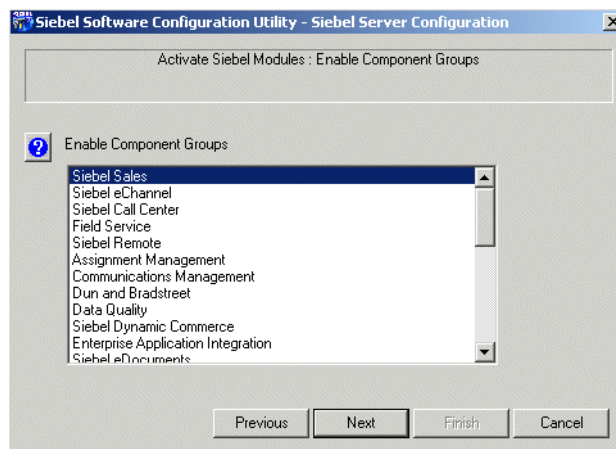 Siebel Software Configuration Utility - Siebel Server Configuration
Activate Siebel Modules : Enable Component Groups
?
Enable Component Groups
Siebel Sales
Siebel eChannel
Siebel Call Center
Field Service
Siebel Remote
Assignment Management
Communications Management
Dun and Bradstreet
Data Quality
Siebel Dynamic Commerce
Enterprise Application Integration
Siebel eDocuments
Previous Next Finish Cancel